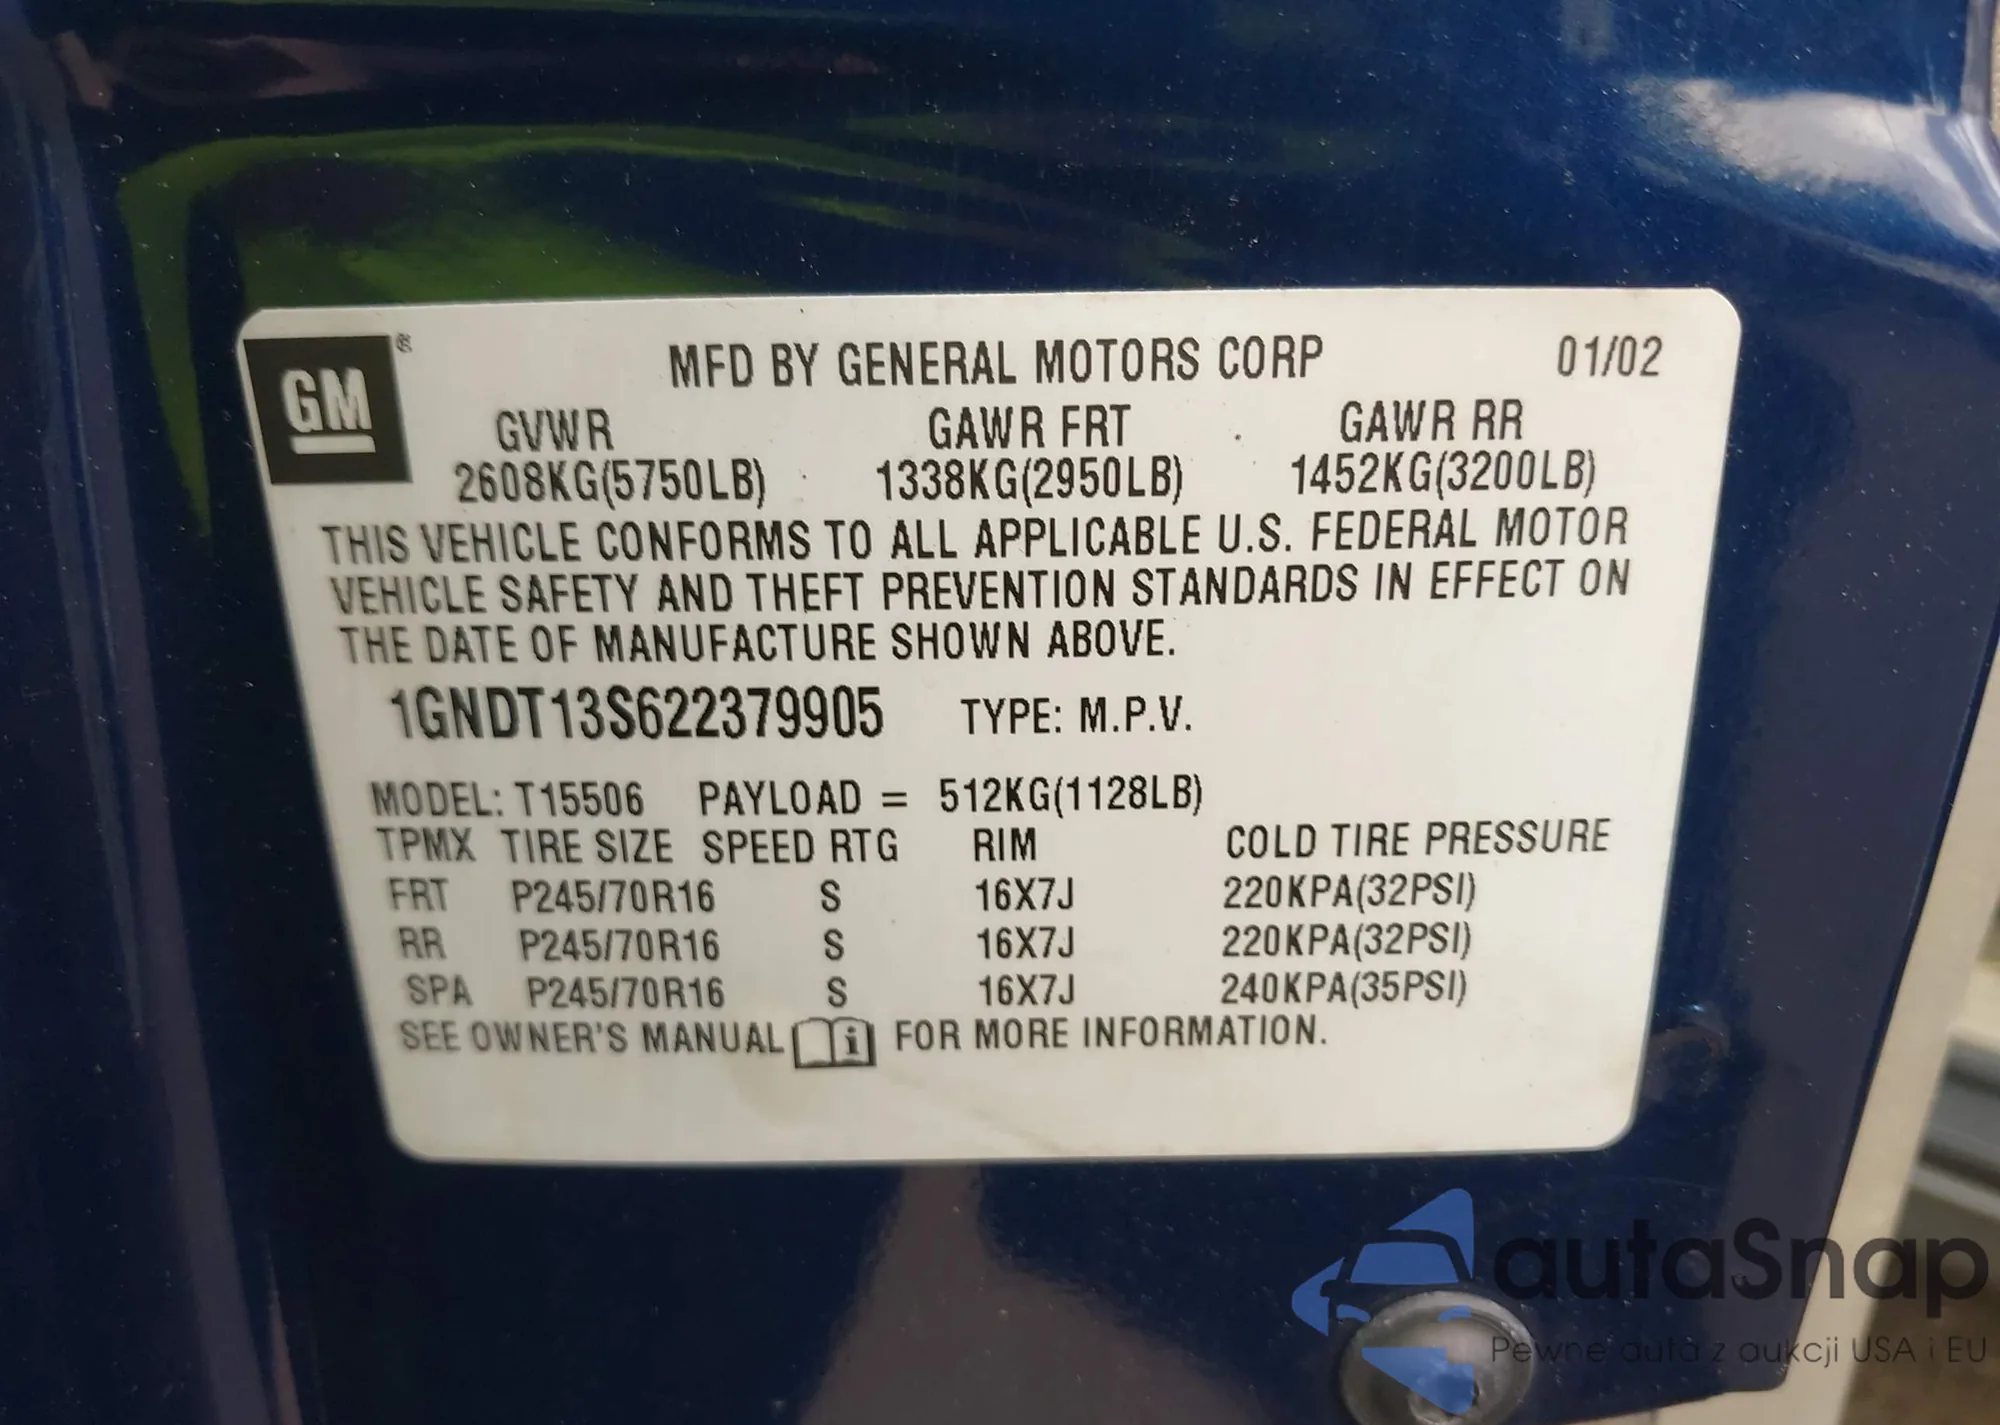 GM ®
MFD BY GENERAL MOTORS CORP 01/02
GVWR GAWR FRT GAWR RR
2608KG(5750LB) 1338KG(2950LB) 1452KG(3200LB)
THIS VEHICLE CONFORMS TO ALL APPLICABLE U.S. FEDERAL MOTOR
VEHICLE SAFETY AND THEFT PREVENTION STANDARDS IN EFFECT ON
THE DATE OF MANUFACTURE SHOWN ABOVE.
1GNDT13S622379905 TYPE: M.P.V.
MODEL: T15506 PAYLOAD = 512KG(1128LB)
TPMX TIRE SIZE SPEED RTG RIM COLD TIRE PRESSURE
FRT P245/70R16 S 16X7J 220KPA(32PSI)
RR P245/70R16 S 16X7J 220KPA(32PSI)
SPA P245/70R16 S 16X7J 240KPA(35PSI)
SEE OWNER'S MANUAL i FOR MORE INFORMATION.
autaSnap
Pewne auta z aukcji USA i EU